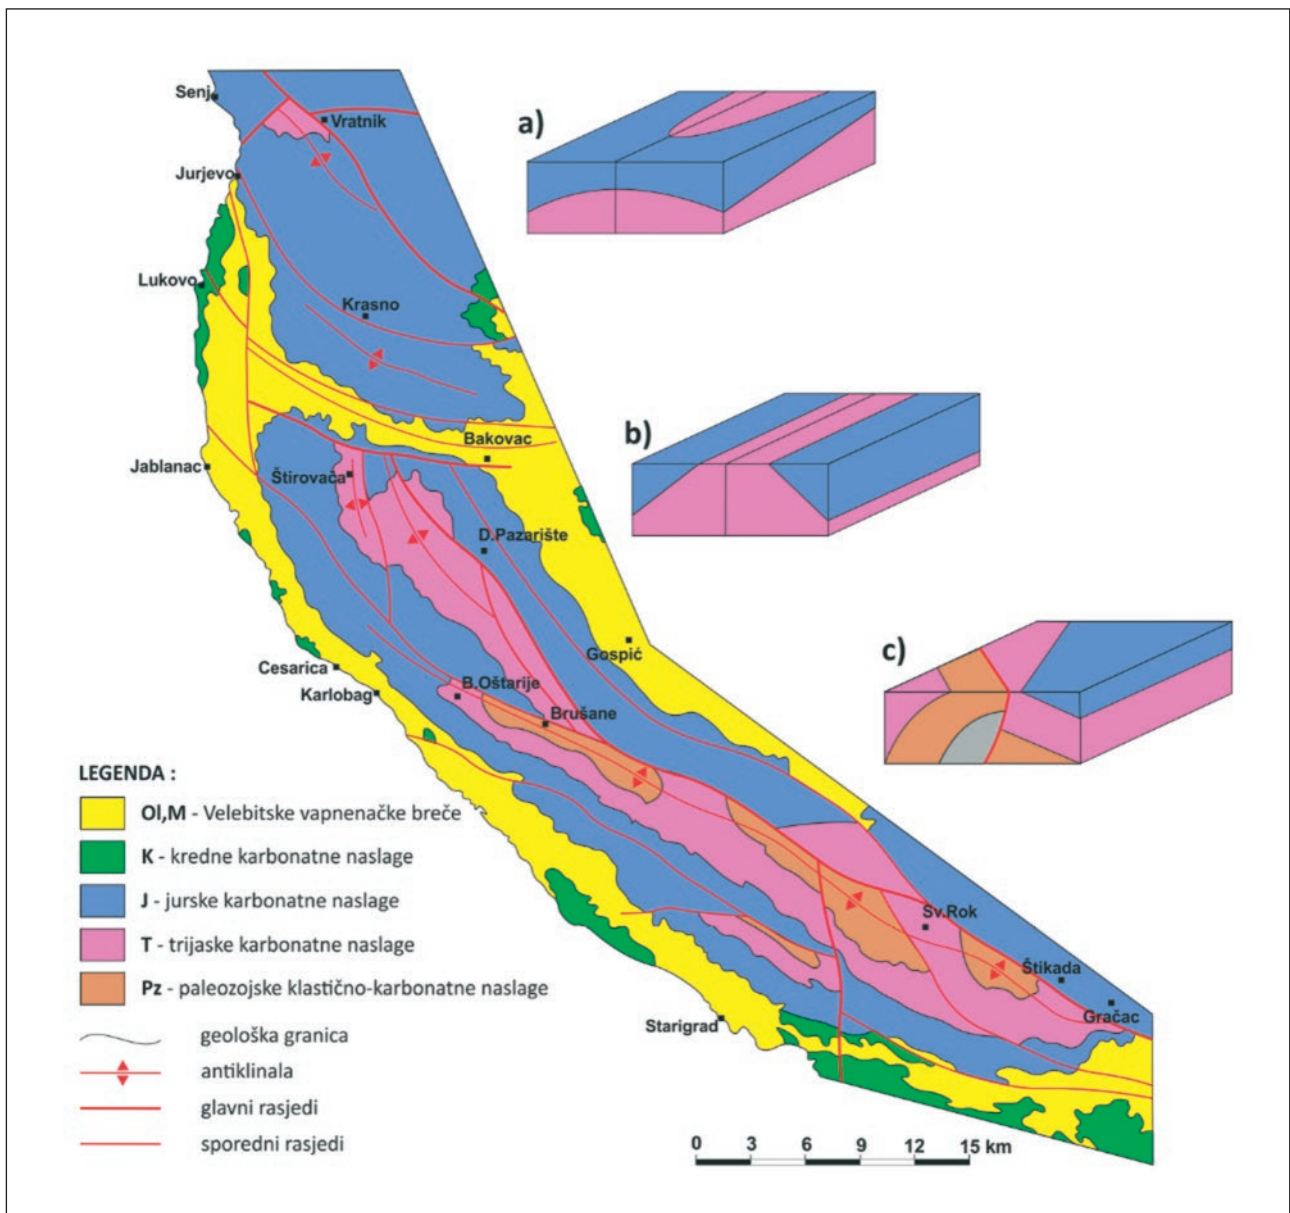 Senj
Vratnik
Jurjevo
Lukovo
Krasno
Bakovac
Jablanac
Štirovača
D.Pazarište
Gospić
Cesarica
Karlobag
B.Oštarije
Brušane
Sv.Rok
Štikada
Gračac
Starigrad
a)
b)
c)
LEGENDA :
Ol,M - Velebitske vapnenačke breče
K - kredne karbonatne naslage
J - jurske karbonatne naslage
T - trijaske karbonatne naslage
Pz - paleozojske klastično-karbonatne naslage
geološka granica
antiklinala
glavni rasjedi
sporedni rasjedi
0 3 6 9 12 15 km